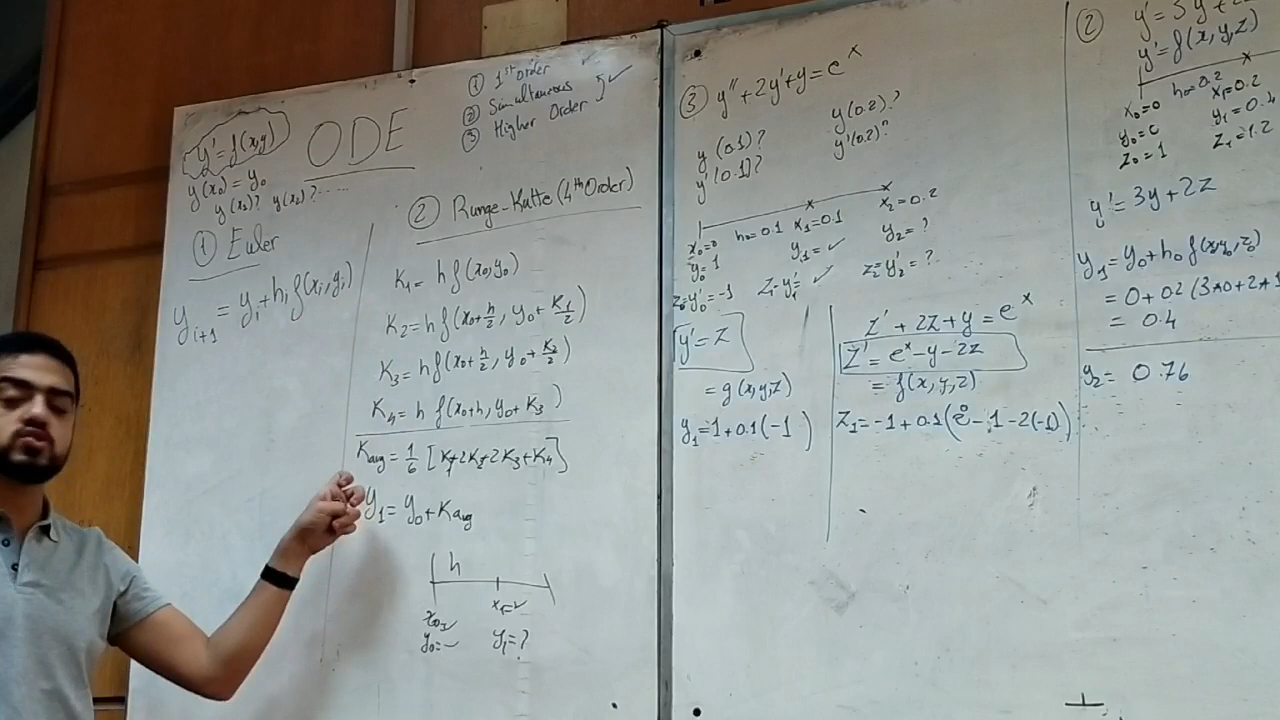 y' = f(x,y)
y(x₀) = y₀
y(x₁)? y(x₂)? ......
ODE
① 1st Order ✓
② Simultaneous
③ Higher Order } ✓
① Euler
yᵢ₊₁ = yᵢ + hᵢ f(xᵢ, yᵢ)
② Runge-Kutte (4th Order)
K₁ = h f(x₀,y₀)
K₂ = h f(x₀+h/2, y₀+K₁/2)
K₃ = h f(x₀+h/2, y₀+K₂/2)
K₄ = h f(x₀+h, y₀+K₃)
Kavg = 1/6 [K₁+2K₂+2K₃+K₄]
y₁ = y₀ + Kavg
h
x₀=✓ x₁=✓
y₀=~ y₁=?
③ y'' + 2y' + y = eˣ
y(0.1)? y(0.2)?
y'(0.1)? y'(0.2)?
x₀=0 h₀=0.1 x₁=0.1 x₂=0.2
y₀=1 y₁=✓ y₂=?
z₀=y'₀=-1 z₁=y'₁ ✓ z₂=y'₂=?
y' = z
= g(x,y,z)
y₁=1+0.1(-1)
z' + 2z + y = eˣ
z' = eˣ - y - 2z
= f(x,y,z)
z₁=-1+0.1(e⁰-1-2(-1))
②
y' = 3y + 2
y' = f(x,y,z)
x₀=0 h₀=0.2 x₁=0.2
y₀=0 y₁=0.4
z₀=1 z₁=1.2
y' = 3y + 2z
y₁ = y₀ + h₀ f(x₀,y₀,z₀)
= 0+0.2(3*0+2*1
= 0.4
y₂ = 0.76